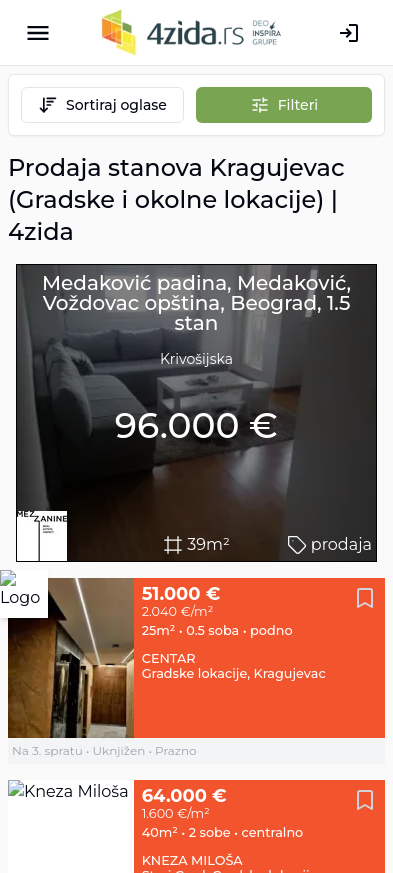 4zida.rs DEO INSPIRA GRUPE
Sortiraj oglase
Filteri
Prodaja stanova Kragujevac
(Gradske i okolne lokacije) |
4zida
Medaković padina, Medaković,
Voždovac opština, Beograd, 1.5
stan
Krivošijska
96.000 €
MEZZANINE
REAL ESTATE AGENCY
39m²
prodaja
Logo
51.000 €
2.040 €/m²
25m² • 0.5 soba • podno
CENTAR
Gradske lokacije, Kragujevac
Na 3. spratu • Uknjižen • Prazno
Kneza Miloša
64.000 €
1.600 €/m²
40m² • 2 sobe • centralno
KNEZA MILOŠA